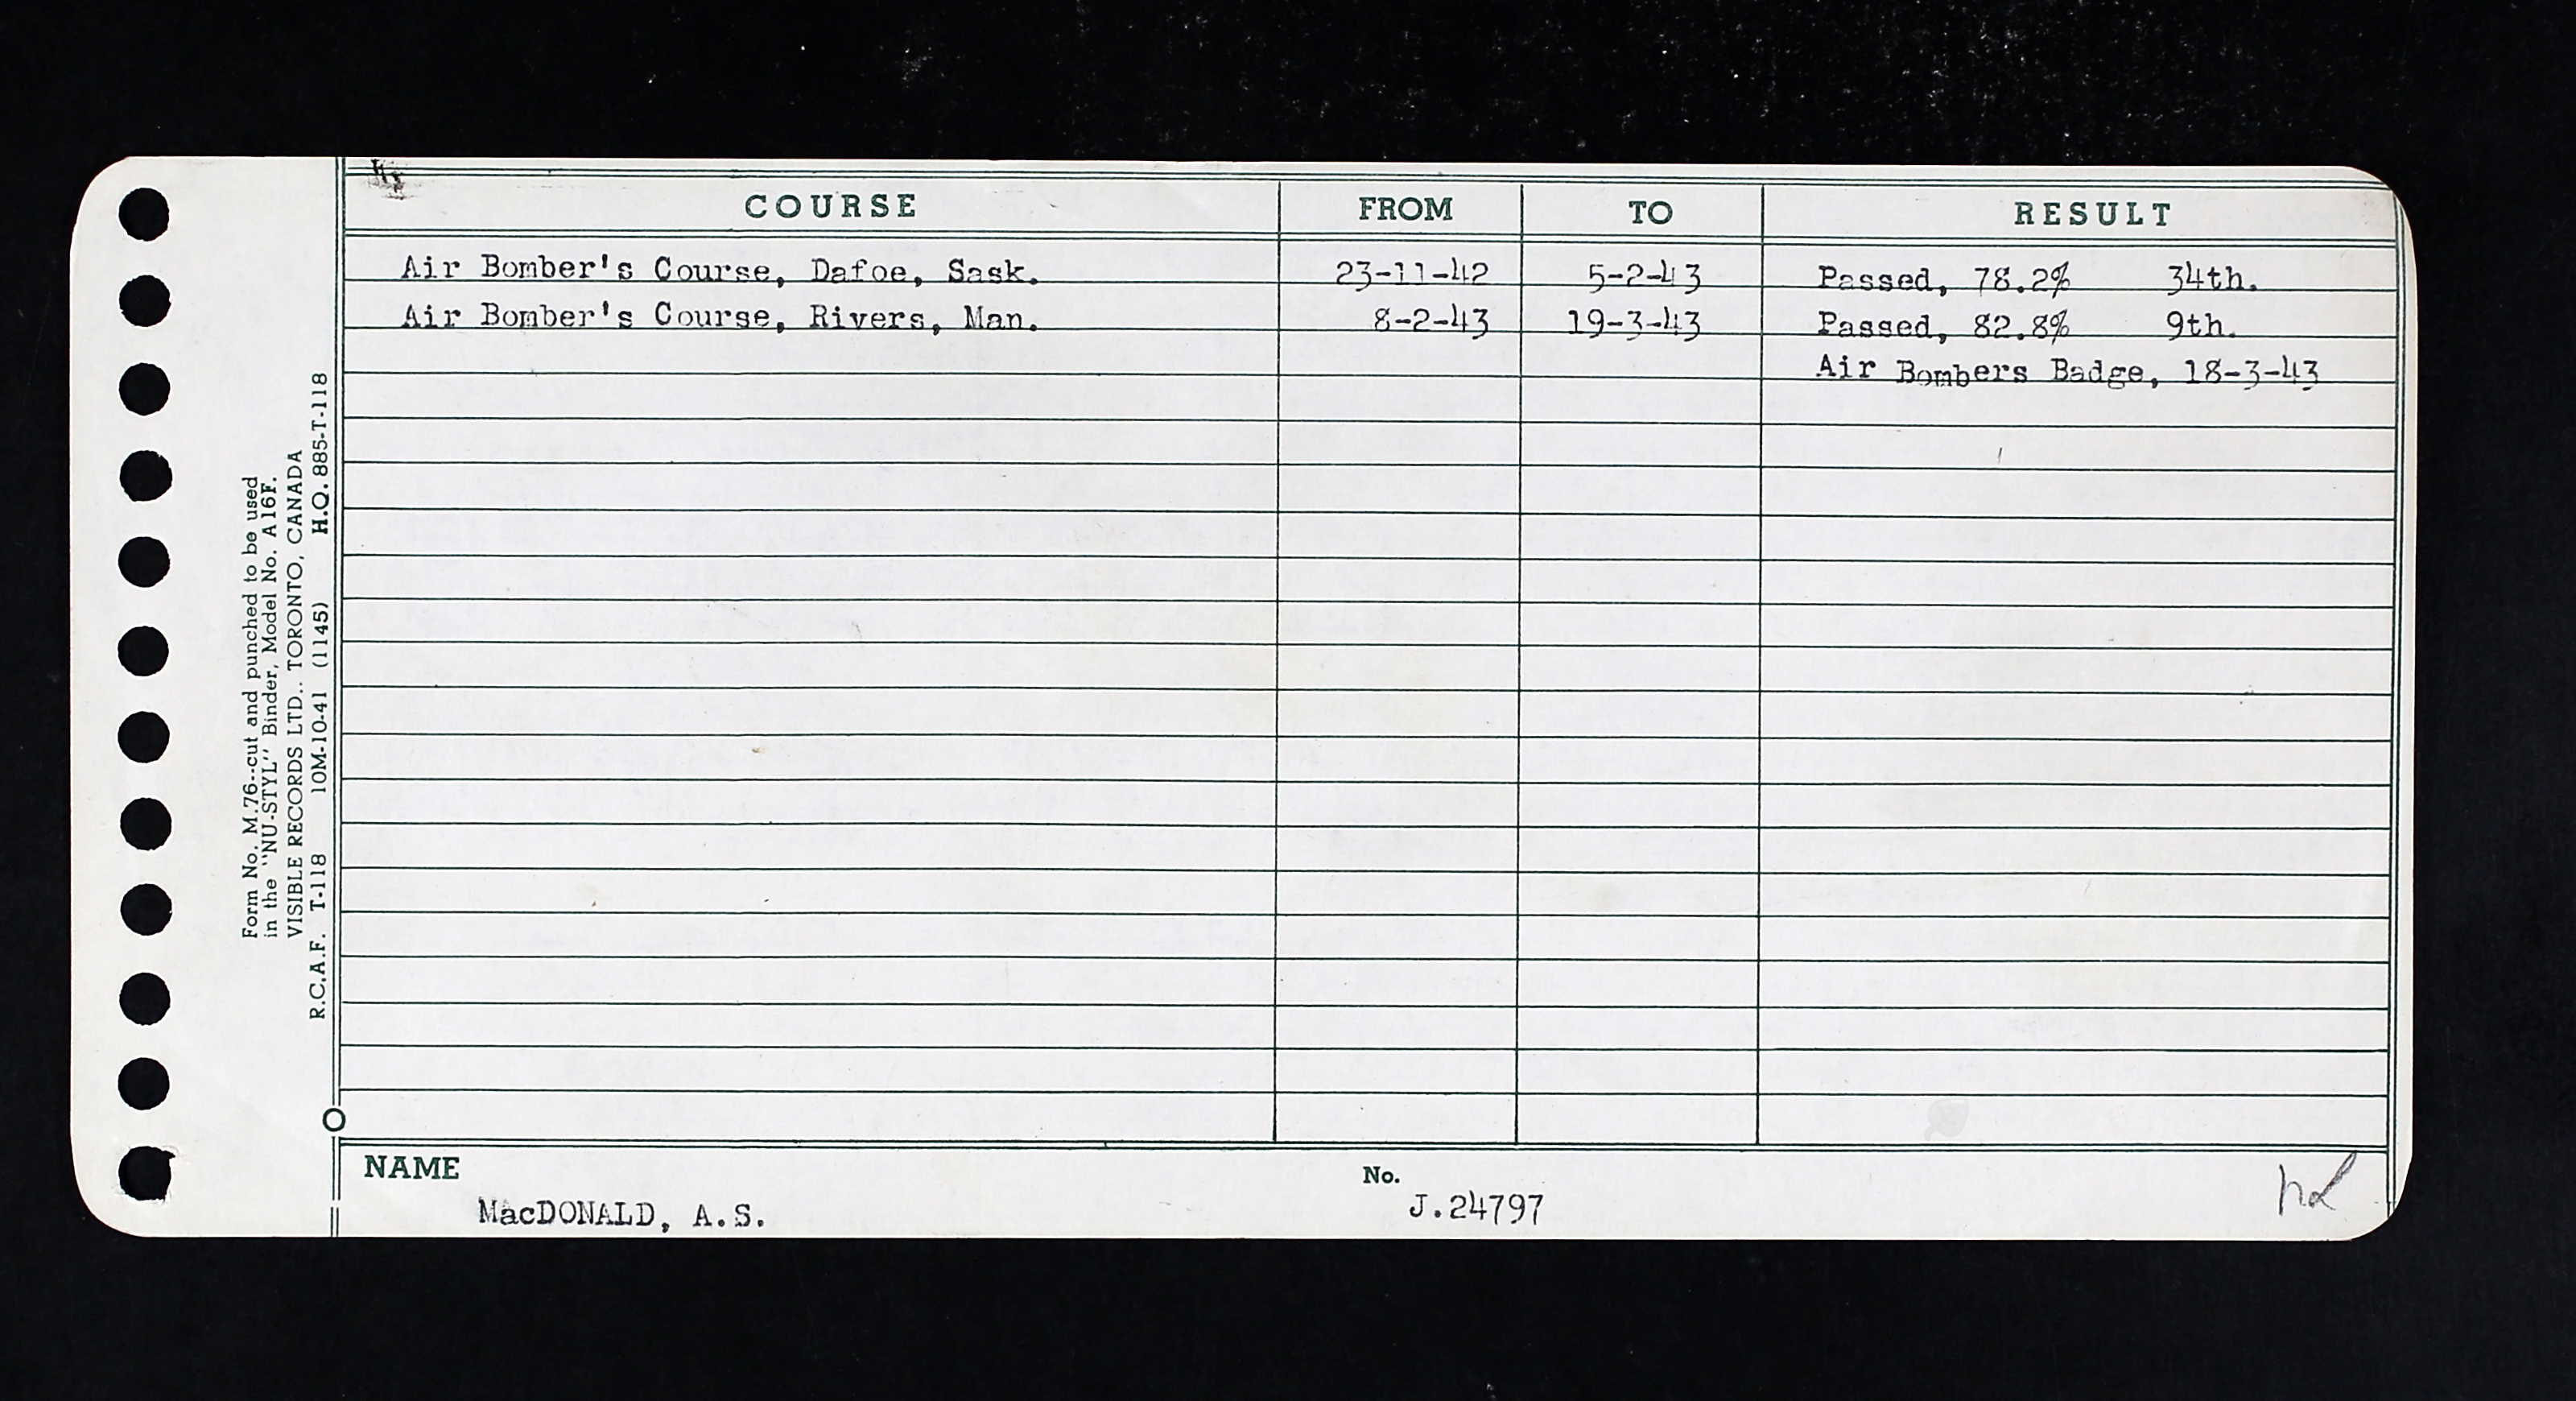 COURSE FROM TO RESULT
Air Bomber's Course, Dafoe, Sask. 23-11-42 5-2-43 Passed, 78.2% 34th.
Air Bomber's Course, Rivers, Man. 8-2-43 19-3-43 Passed, 82.8% 9th.
Air Bombers Badge, 18-3-43
NAME No.
MacDONALD, A.S. J.24797
Form No. M.76--cut and punched to be used
in the "NU-STYL" Binder, Model No. A16F.
VISIBLE RECORDS LTD., TORONTO, CANADA
R.C.A.F. T-118 10M-10-41 (1145) H.Q. 885-T-118